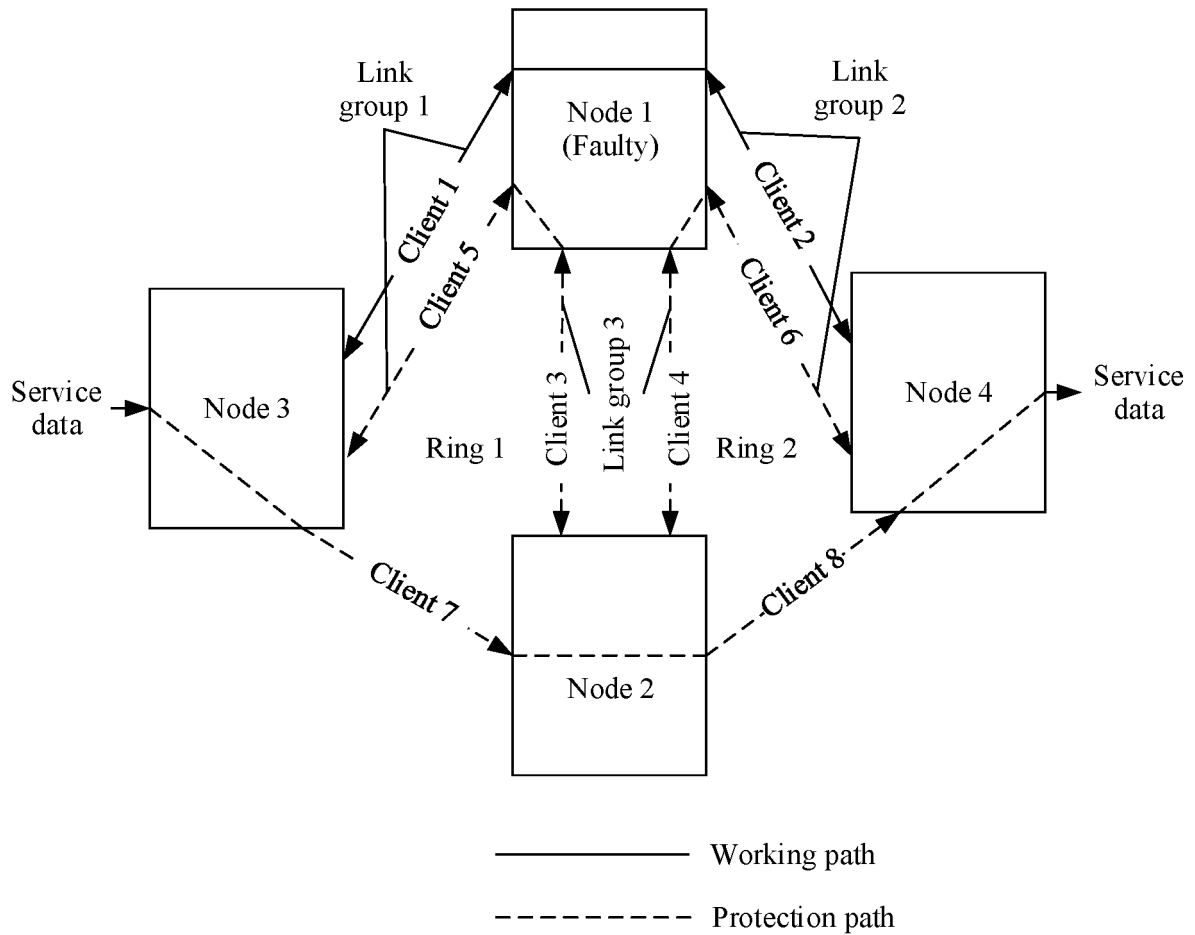 Link
group 1
Node 1
(Faulty)
Link
group 2
Client 1
Client 2
Client 5
Client 6
Service
data
Node 3
Ring 1
Client 3
Link group 3
Client 4
Ring 2
Node 4
Service
data
Client 7
Client 8
Node 2
Working path
Protection path